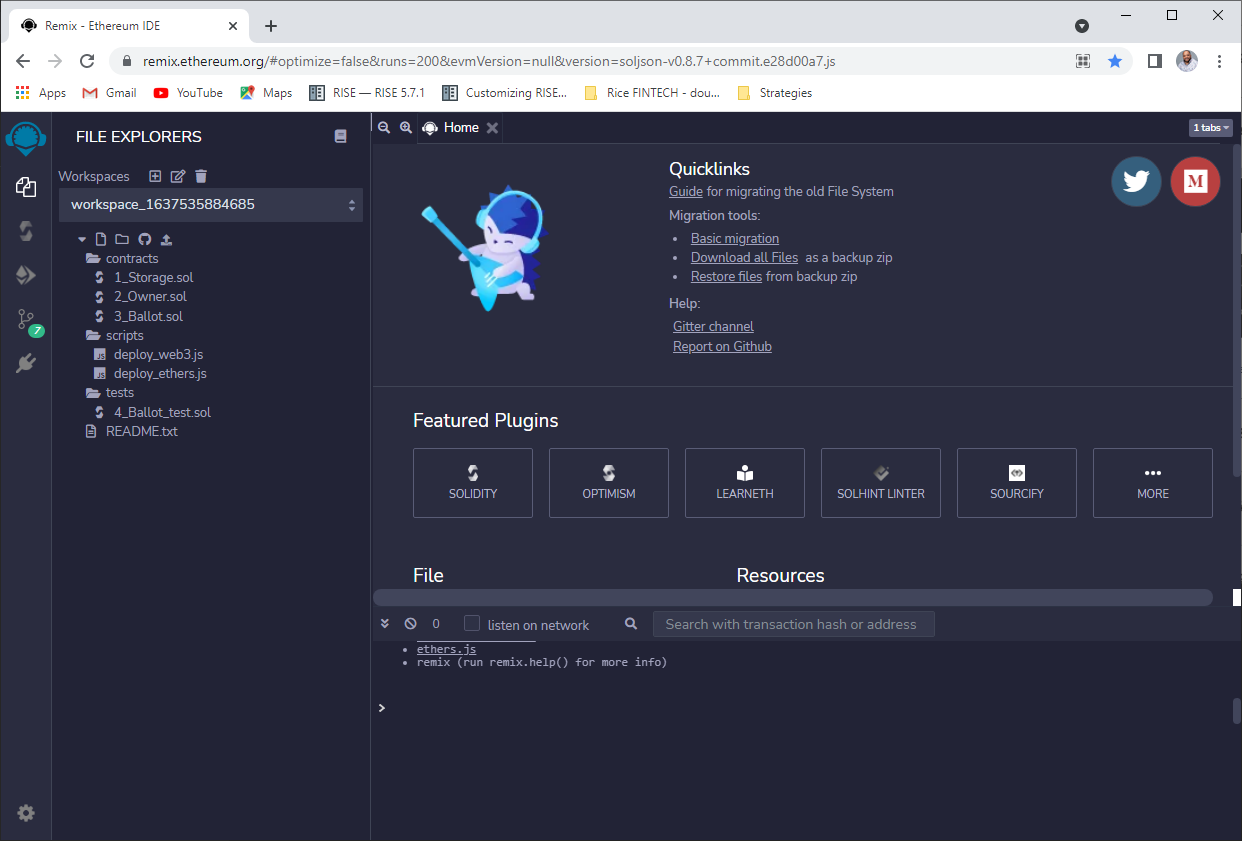 Remix - Ethereum IDE
remix.ethereum.org/#optimize=false&runs=200&evmVersion=null&version=soljson-v0.8.7+commit.e28d00a7.js
Apps Gmail YouTube Maps RISE — RISE 5.7.1 Customizing RISE... Rice FINTECH - dou... Strategies
FILE EXPLORERS
Workspaces
workspace_1637535884685
contracts
1_Storage.sol
2_Owner.sol
3_Ballot.sol
scripts
JS deploy_web3.js
JS deploy_ethers.js
tests
4_Ballot_test.sol
README.txt
7
Home
1 tabs
Quicklinks
Guide for migrating the old File System
Migration tools:
• Basic migration
• Download all Files as a backup zip
• Restore files from backup zip
Help:
Gitter channel
Report on Github
M
Featured Plugins
SOLIDITY OPTIMISM LEARNETH SOLHINT LINTER SOURCIFY MORE
File Resources
0 listen on network Search with transaction hash or address
• ethers.js
• remix (run remix.help() for more info)
>